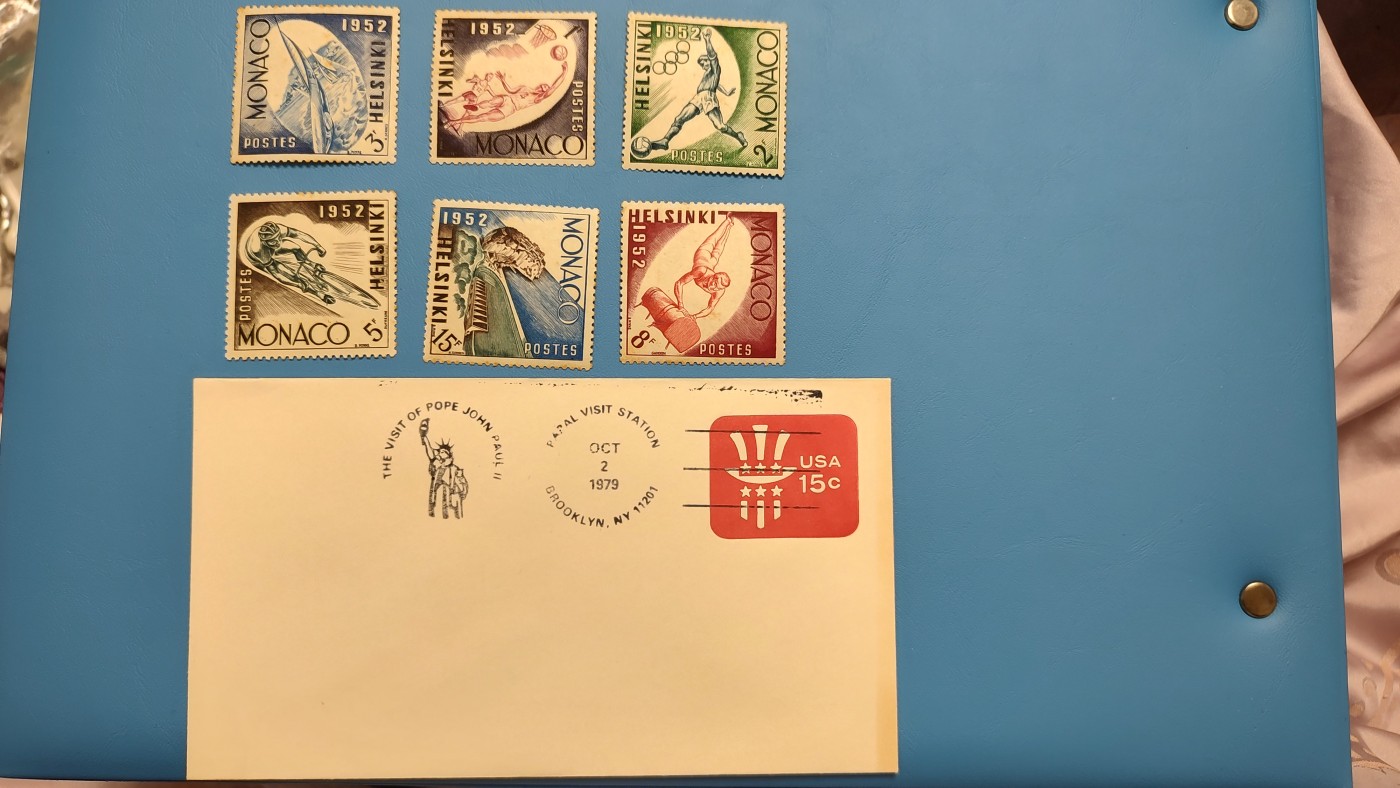 MONACO
1952
HELSINKI
POSTES
3F
HELSINKI
1952
1F
POSTES
MONACO
HELSINKI
1952
MONACO
POSTES
2F
1952
HELSINKI
POSTES
MONACO
5F
1952
HELSINKI
MONACO
15F
POSTES
HELSINKI
1952
MONACO
8F
POSTES
THE VISIT OF POPE JOHN PAUL II
PAPAL VISIT STATION
OCT
2
1979
BROOKLYN, NY 11201
USA
15c